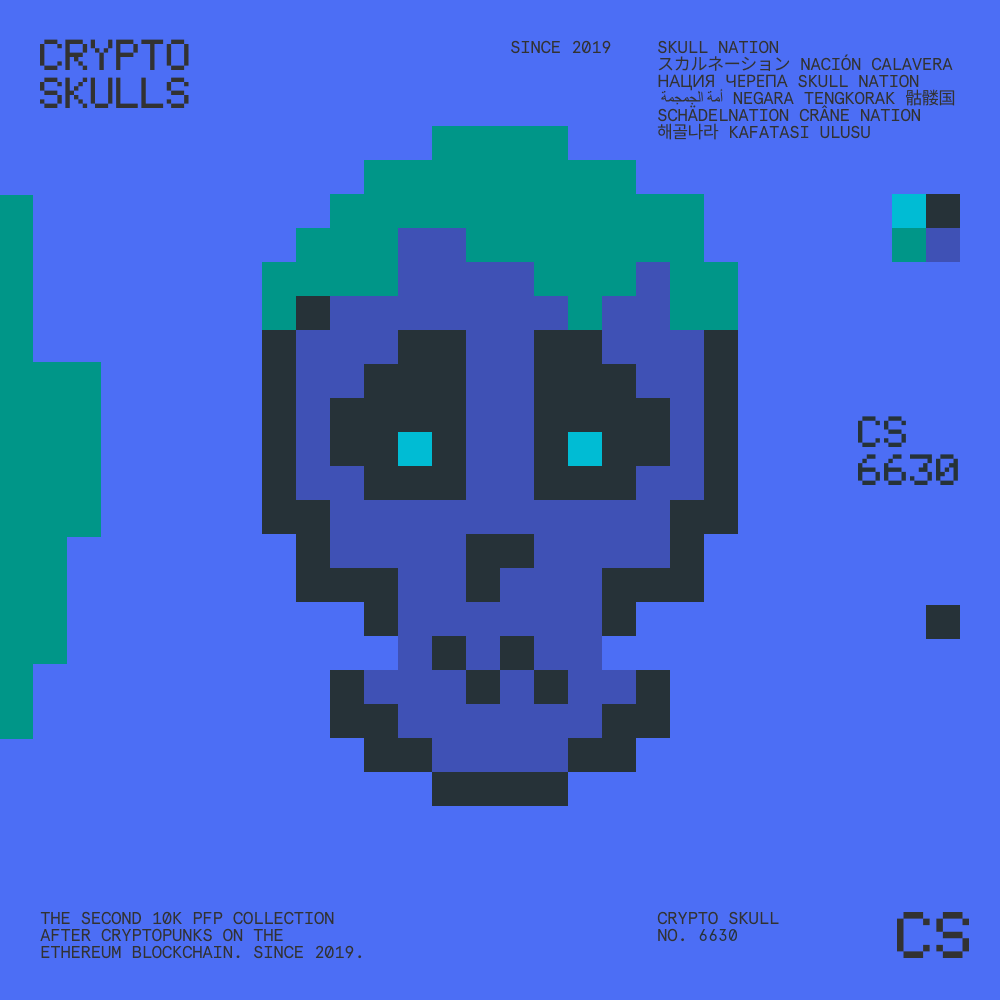 CRYPTO
SKULLS
SINCE 2019
SKULL NATION
スカルネーション NACIÓN CALAVERA
НАЦИЯ ЧЕРЕПА SKULL NATION
أمة الجمجمة NEGARA TENGKORAK 骷髅国
SCHÄDELNATION CRÂNE NATION
해골나라 KAFATASI ULUSU
CS
6630
THE SECOND 10K PFP COLLECTION
AFTER CRYPTOPUNKS ON THE
ETHEREUM BLOCKCHAIN. SINCE 2019.
CRYPTO SKULL
NO. 6630
CS